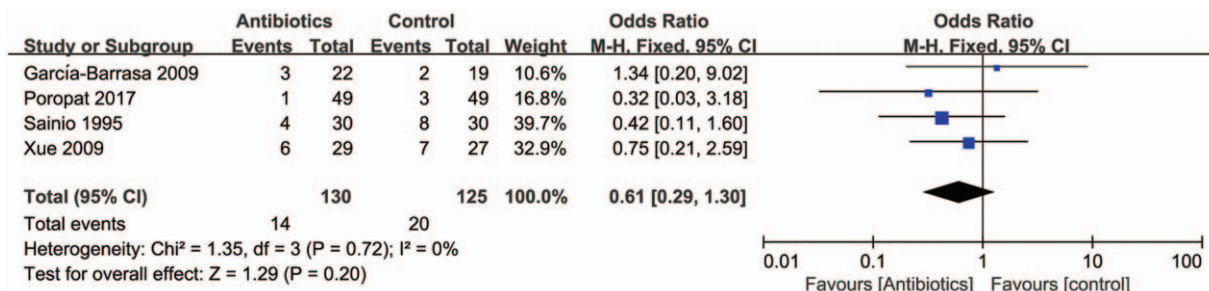 Antibiotics Control Odds Ratio Odds Ratio
Study or Subgroup Events Total Events Total Weight M-H. Fixed. 95% CI M-H. Fixed. 95% CI
García-Barrasa 2009 3 22 2 19 10.6% 1.34 [0.20, 9.02]
Poropat 2017 1 49 3 49 16.8% 0.32 [0.03, 3.18]
Sainio 1995 4 30 8 30 39.7% 0.42 [0.11, 1.60]
Xue 2009 6 29 7 27 32.9% 0.75 [0.21, 2.59]
Total (95% CI) 130 125 100.0% 0.61 [0.29, 1.30]
Total events 14 20
Heterogeneity: Chi² = 1.35, df = 3 (P = 0.72); I² = 0%
Test for overall effect: Z = 1.29 (P = 0.20)
0.01 0.1 1 10 100
Favours [Antibiotics] Favours [control]